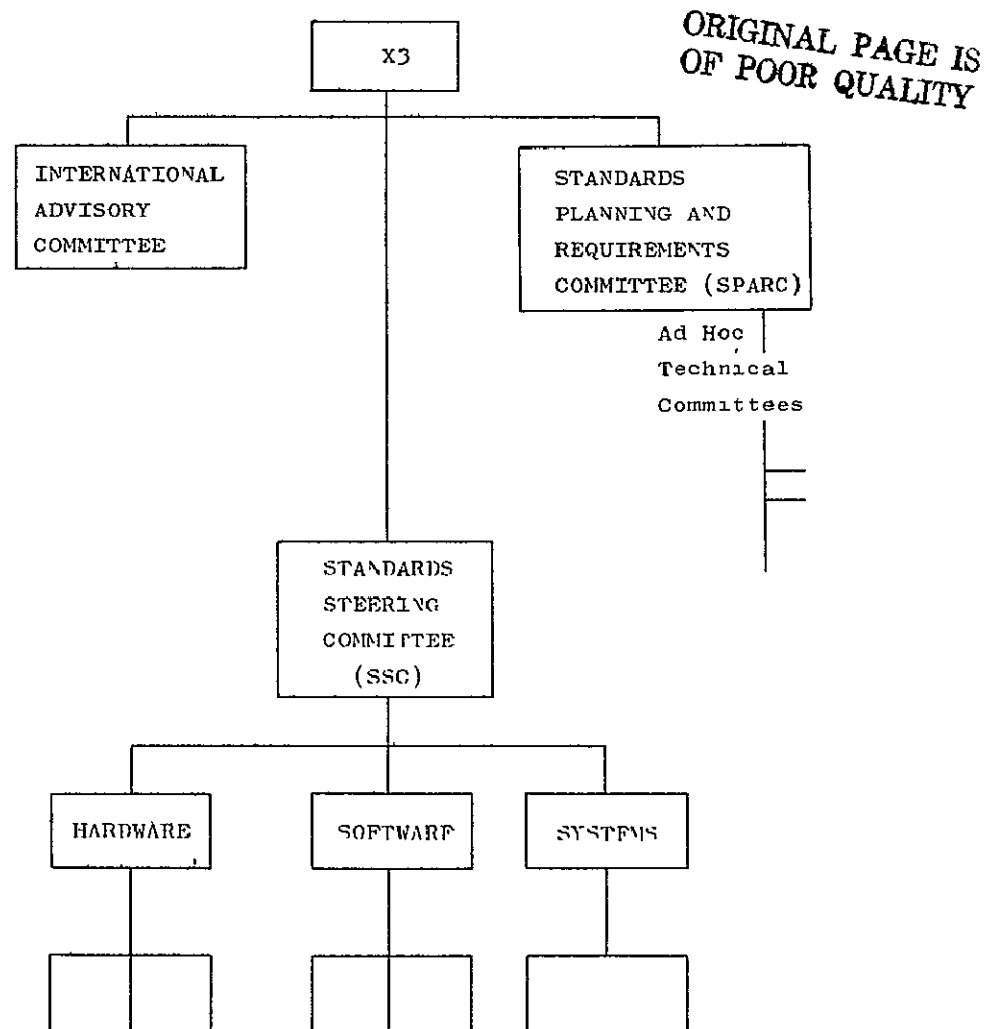 ORIGINAL PAGE IS
OF POOR QUALITY
X3
INTERNATIONAL
ADVISORY
COMMITTEE
STANDARDS
PLANNING AND
REQUIREMENTS
COMMITTEE (SPARC)
Ad Hoc
Technical
Committees
STANDARDS
STEERING
COMMITTEE
(SSC)
HARDWARE
SOFTWARE
SYSTEMS